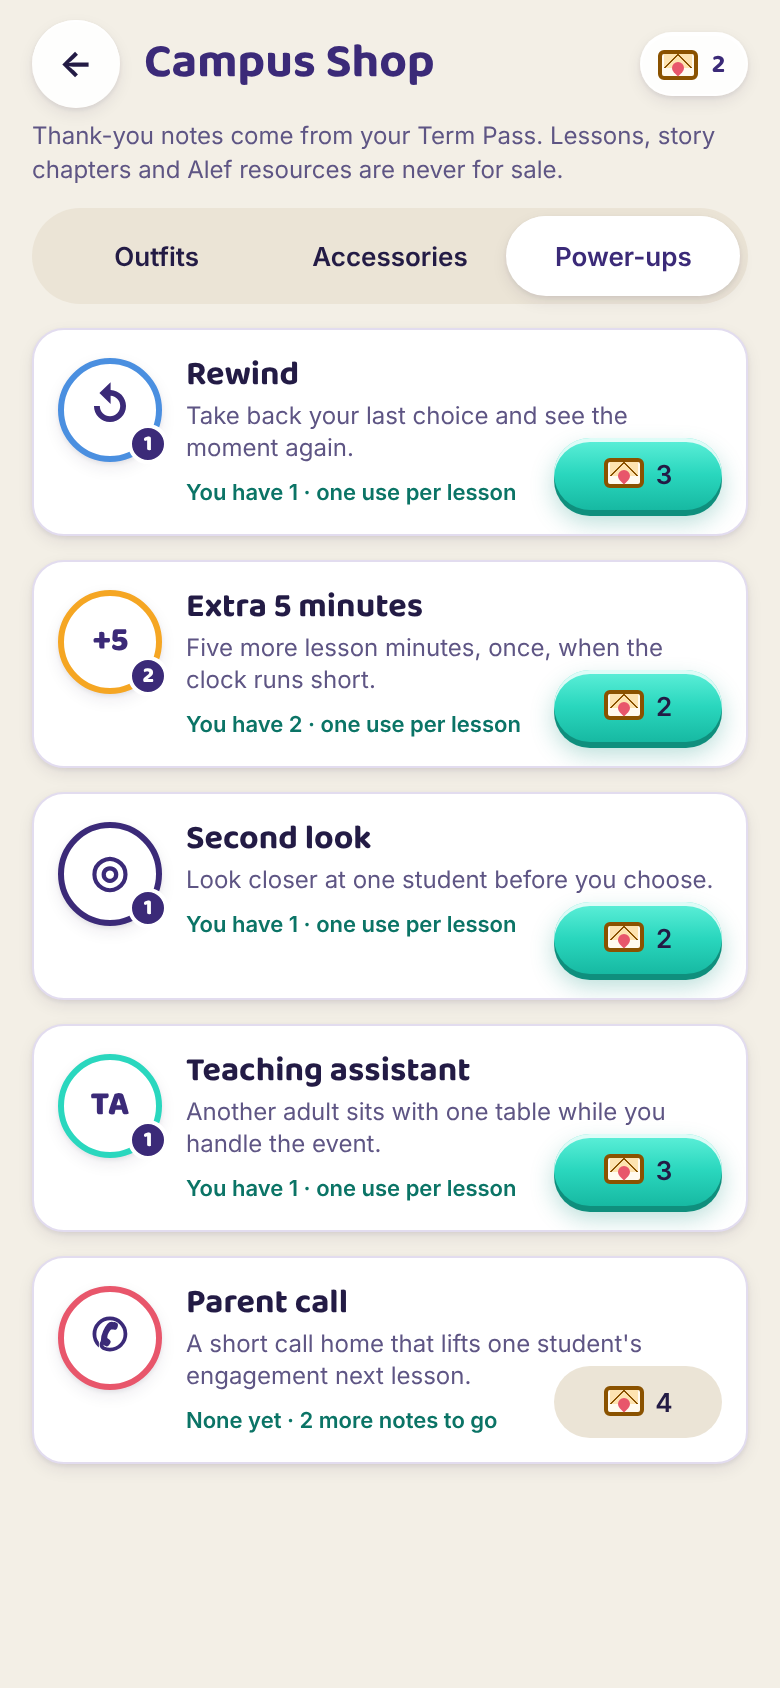 Campus Shop
2
Thank-you notes come from your Term Pass. Lessons, story
chapters and Alef resources are never for sale.
Outfits
Accessories
Power-ups
Rewind
Take back your last choice and see the
moment again.
1
You have 1 · one use per lesson
3
+5
Extra 5 minutes
Five more lesson minutes, once, when the
clock runs short.
2
You have 2 · one use per lesson
2
Second look
Look closer at one student before you choose.
1
You have 1 · one use per lesson
2
TA
Teaching assistant
Another adult sits with one table while you
handle the event.
1
You have 1 · one use per lesson
3
Parent call
A short call home that lifts one student's
engagement next lesson.
None yet · 2 more notes to go
4